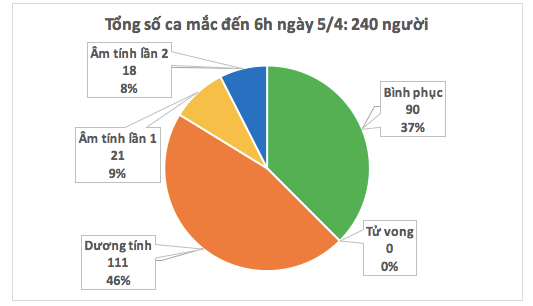 Tổng số ca mắc đến 6h ngày 5/4: 240 người
Âm tính lần 2
18
8%
Bình phục
90
37%
Âm tính lần 1
21
9%
Tử vong
0
0%
Dương tính
111
46%